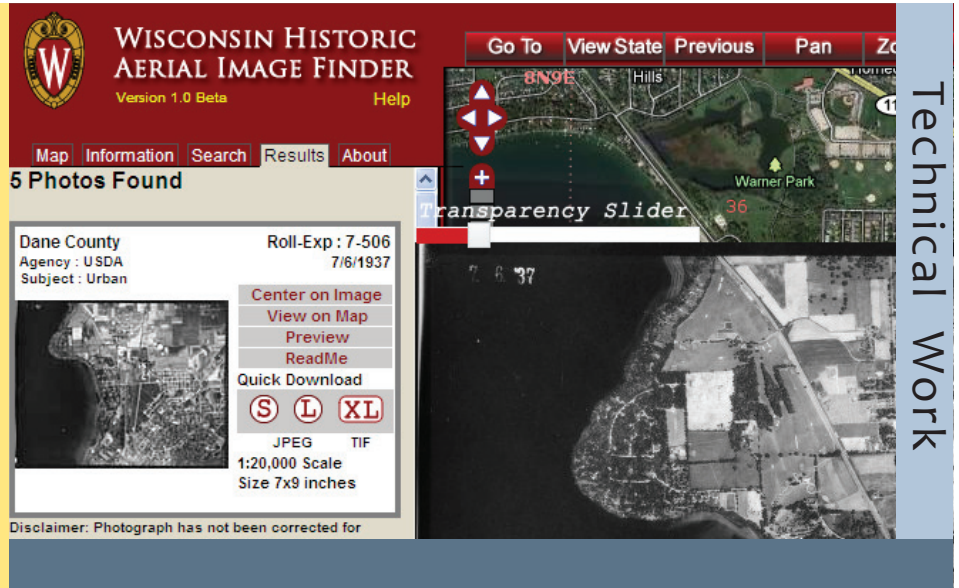 WISCONSIN HISTORIC
AERIAL IMAGE FINDER
Version 1.0 Beta
Help
Map
Information
Search
Results
About
5 Photos Found
Dane County
Roll-Exp : 7-506
Agency : USDA
7/6/1937
Subject : Urban
Center on Image
View on Map
Preview
ReadMe
Quick Download
S L XL
JPEG TIF
1:20,000 Scale
Size 7x9 inches
Disclaimer: Photograph has not been corrected for
Go To
View State
Previous
Pan
8N9E
Hills
Warner Park
36
Transparency Slider
7 6 37
Technical Work